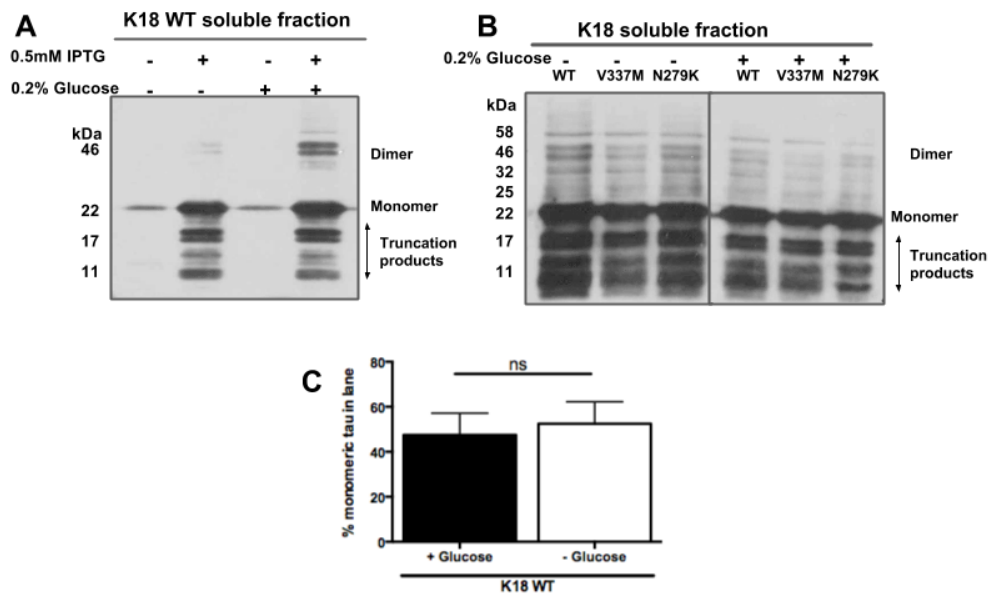 A
K18 WT soluble fraction
0.5mM IPTG - + - +
0.2% Glucose - - + +
kDa
46
22
17
11
Dimer
Monomer
Truncation
products
B
K18 soluble fraction
0.2% Glucose - - - + + +
WT V337M N279K WT V337M N279K
kDa
58
46
32
25
22
17
11
Dimer
Monomer
Truncation
products
C
ns
% monomeric tau in lane
80
60
40
20
0
+ Glucose - Glucose
K18 WT